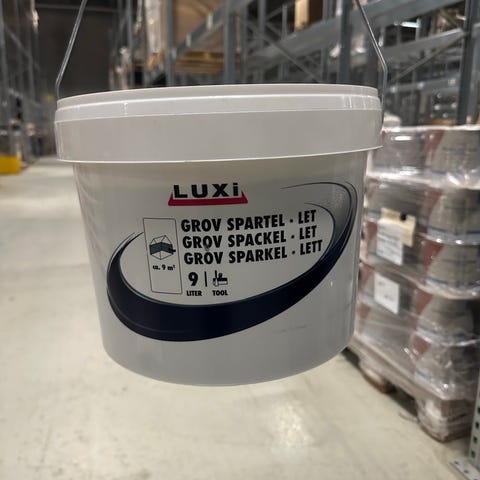 LUXi
GROV SPARTEL · LET
GROV SPACKEL · LET
GROV SPARKEL · LETT
ca. 9 m²
9
LITER TOOL